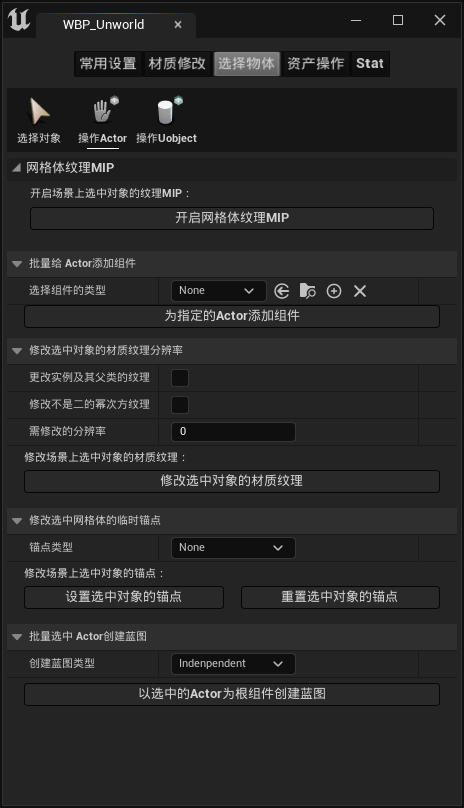 WBP_Unworld
常用设置 材质修改 选择物体 资产操作 Stat
选择对象 操作Actor 操作Uobject
网格体纹理MIP
开启场景上选中对象的纹理MIP：
开启网格体纹理MIP
批量给 Actor添加组件
选择组件的类型 None
为指定的Actor添加组件
修改选中对象的材质纹理分辨率
更改实例及其父类的纹理
修改不是二的幂次方纹理
需修改的分辨率 0
修改场景上选中对象的材质纹理：
修改选中对象的材质纹理
修改选中网格体的临时锚点
锚点类型 None
修改场景上选中对象的锚点：
设置选中对象的锚点 重置选中对象的锚点
批量选中 Actor创建蓝图
创建蓝图类型 Indenpendent
以选中的Actor为根组件创建蓝图